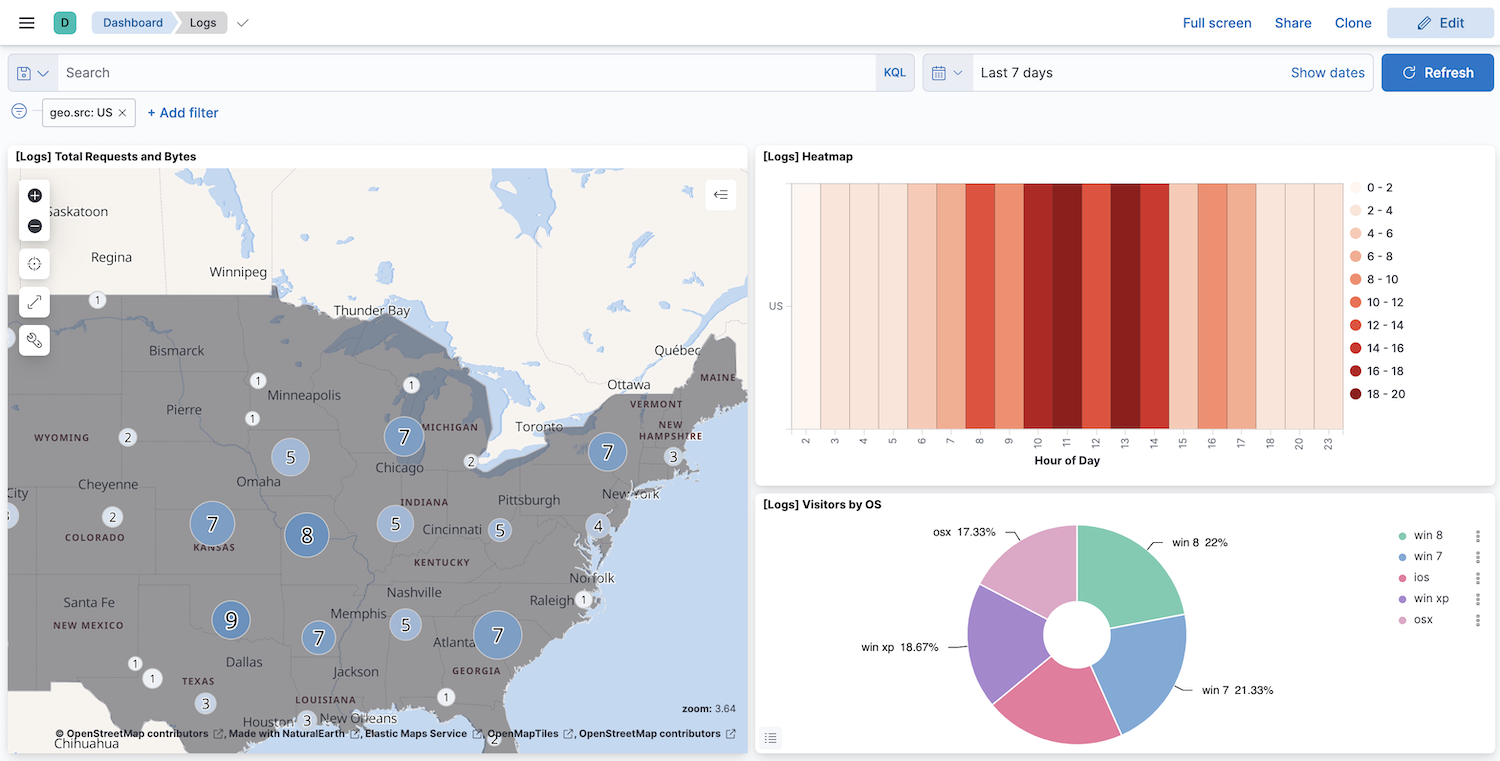 D Dashboard Logs Full screen Share Clone Edit
Search KQL Last 7 days Show dates Refresh
geo.src: US + Add filter
[Logs] Total Requests and Bytes
Saskatoon
Regina
Winnipeg
1
Thunder Bay
Bismarck
Québec
MAINE
1
1
Ottawa
Minneapolis
Pierre
1
VERMONT
WYOMING
2
7
MICHIGAN
Toronto
NEW
HAMPSHIRE
5
2
7
3
Chicago
Cheyenne
Omaha
City
INDIANA
Pittsburgh
New York
3
2
7
8
5
Cincinnati
5
4
COLORADO
KANSAS
KENTUCKY
Norfolk
Santa Fe
Nashville
Raleigh
1
NEW MEXICO
9
Memphis
7
5
Atlanta
7
Dallas
1
1
Jackson
GEORGIA
TEXAS
3
LOUISIANA
1
zoom: 3.64
Houston
3
New Orleans
© OpenStreetMap contributors , Made with NaturalEarth , Elastic Maps Service , OpenMapTiles , OpenStreetMap contributors
Chihuahua
2
[Logs] Heatmap
US
2 3 4 5 6 7 8 9 10 11 12 13 14 15 16 17 18 20 23
Hour of Day
0 - 2
2 - 4
4 - 6
6 - 8
8 - 10
10 - 12
12 - 14
14 - 16
16 - 18
18 - 20
[Logs] Visitors by OS
osx 17.33%
win 8 22%
win xp 18.67%
win 7 21.33%
win 8
win 7
ios
win xp
osx